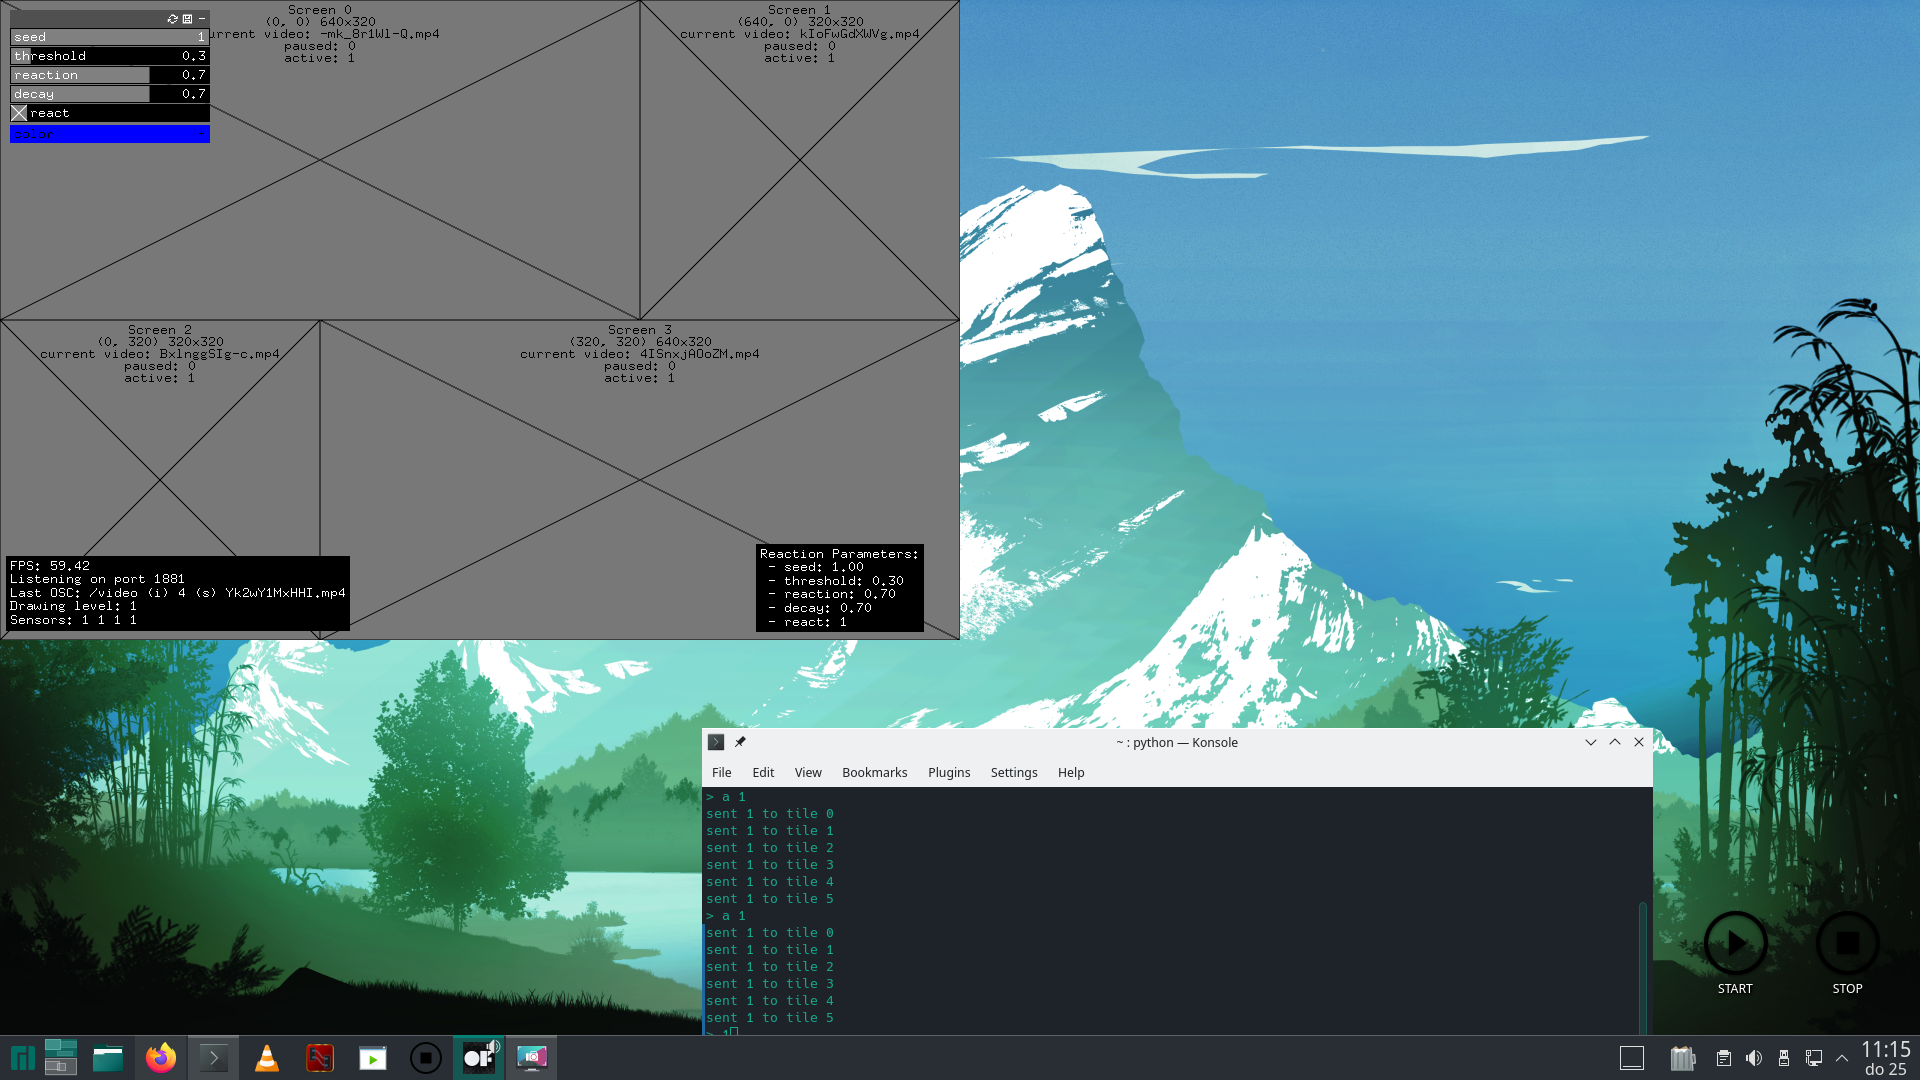 Screen 0
(0, 0) 640x320
urrent video: -mk_8r1Wl-Q.mp4
paused: 0
active: 1
seed 1
threshold 0.3
reaction 0.7
decay 0.7
react
color
Screen 1
(640, 0) 320x320
current video: kIoFwGdXWVg.mp4
paused: 0
active: 1
Screen 2
(0, 320) 320x320
current video: BxlnggSIg-c.mp4
paused: 0
active: 1
Screen 3
(320, 320) 640x320
current video: 4ISnxjAOoZM.mp4
paused: 0
active: 1
FPS: 59.42
Listening on port 1881
Last OSC: /video (i) 4 (s) Yk2wY1MxHHI.mp4
Drawing level: 1
Sensors: 1 1 1 1
Reaction Parameters:
- seed: 1.00
- threshold: 0.30
- reaction: 0.70
- decay: 0.70
- react: 1
~ : python — Konsole
File Edit View Bookmarks Plugins Settings Help
> a 1
sent 1 to tile 0
sent 1 to tile 1
sent 1 to tile 2
sent 1 to tile 3
sent 1 to tile 4
sent 1 to tile 5
> a 1
sent 1 to tile 0
sent 1 to tile 1
sent 1 to tile 2
sent 1 to tile 3
sent 1 to tile 4
sent 1 to tile 5
START STOP
OF
11:15
do 25